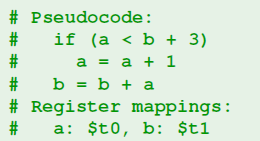 # Pseudocode:
#   if (a < b + 3)
#     a = a + 1
#   b = b + a
# Register mappings:
#   a: $t0, b: $t1